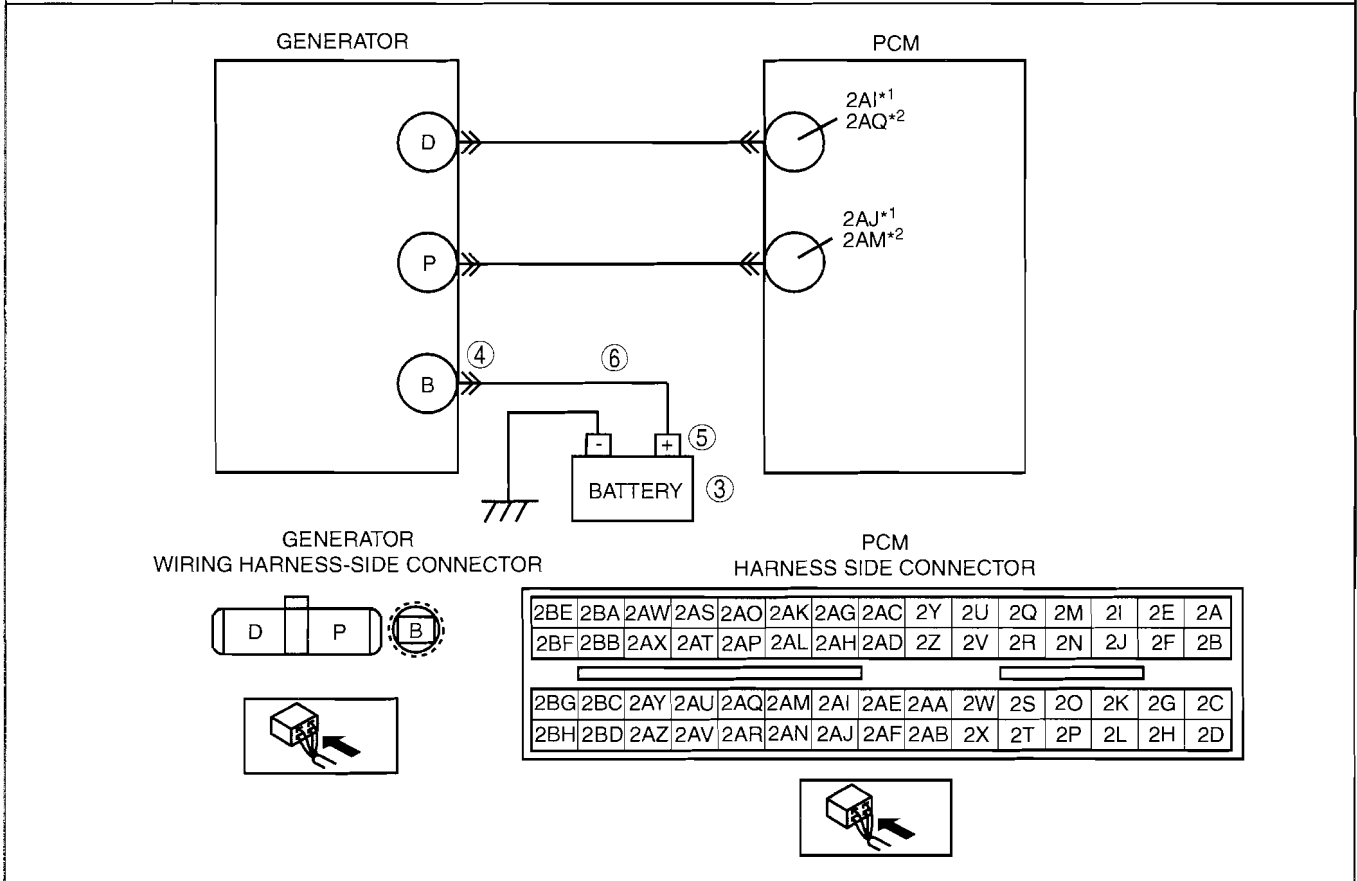 GENERATOR
PCM
2AI*1
2AQ*2
D
2AJ*1
2AM*2
P
④
⑥
B
- + ⑤
BATTERY ③
GENERATOR
WIRING HARNESS-SIDE CONNECTOR
D P B
PCM
HARNESS SIDE CONNECTOR
2BE 2BA 2AW 2AS 2AO 2AK 2AG 2AC 2Y 2U 2Q 2M 2I 2E 2A
2BF 2BB 2AX 2AT 2AP 2AL 2AH 2AD 2Z 2V 2R 2N 2J 2F 2B
2BG 2BC 2AY 2AU 2AQ 2AM 2AI 2AE 2AA 2W 2S 2O 2K 2G 2C
2BH 2BD 2AZ 2AV 2AR 2AN 2AJ 2AF 2AB 2X 2T 2P 2L 2H 2D